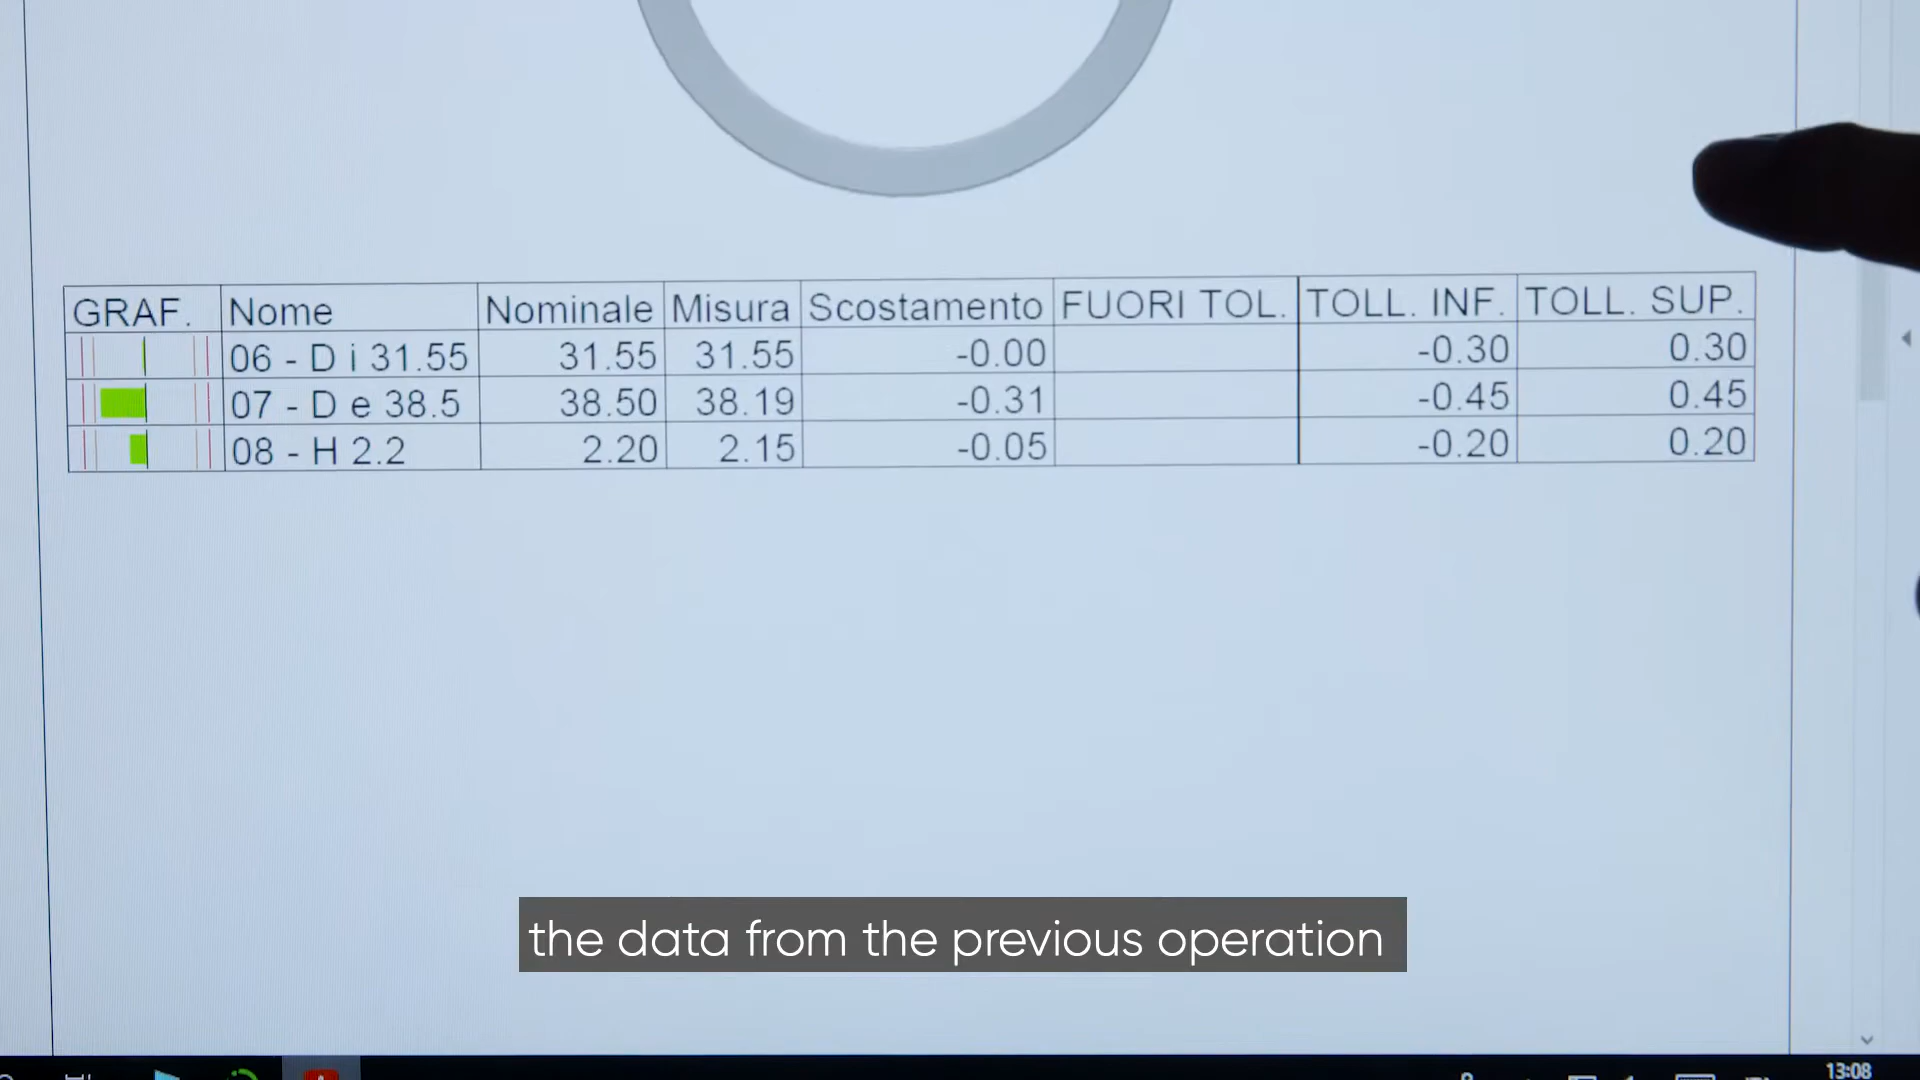 GRAF. Nome Nominale Misura Scostamento FUORI TOL. TOLL. INF. TOLL. SUP.
06 - D i 31.55 31.55 31.55 -0.00 -0.30 0.30
07 - D e 38.5 38.50 38.19 -0.31 -0.45 0.45
08 - H 2.2 2.20 2.15 -0.05 -0.20 0.20
the data from the previous operation
13:08